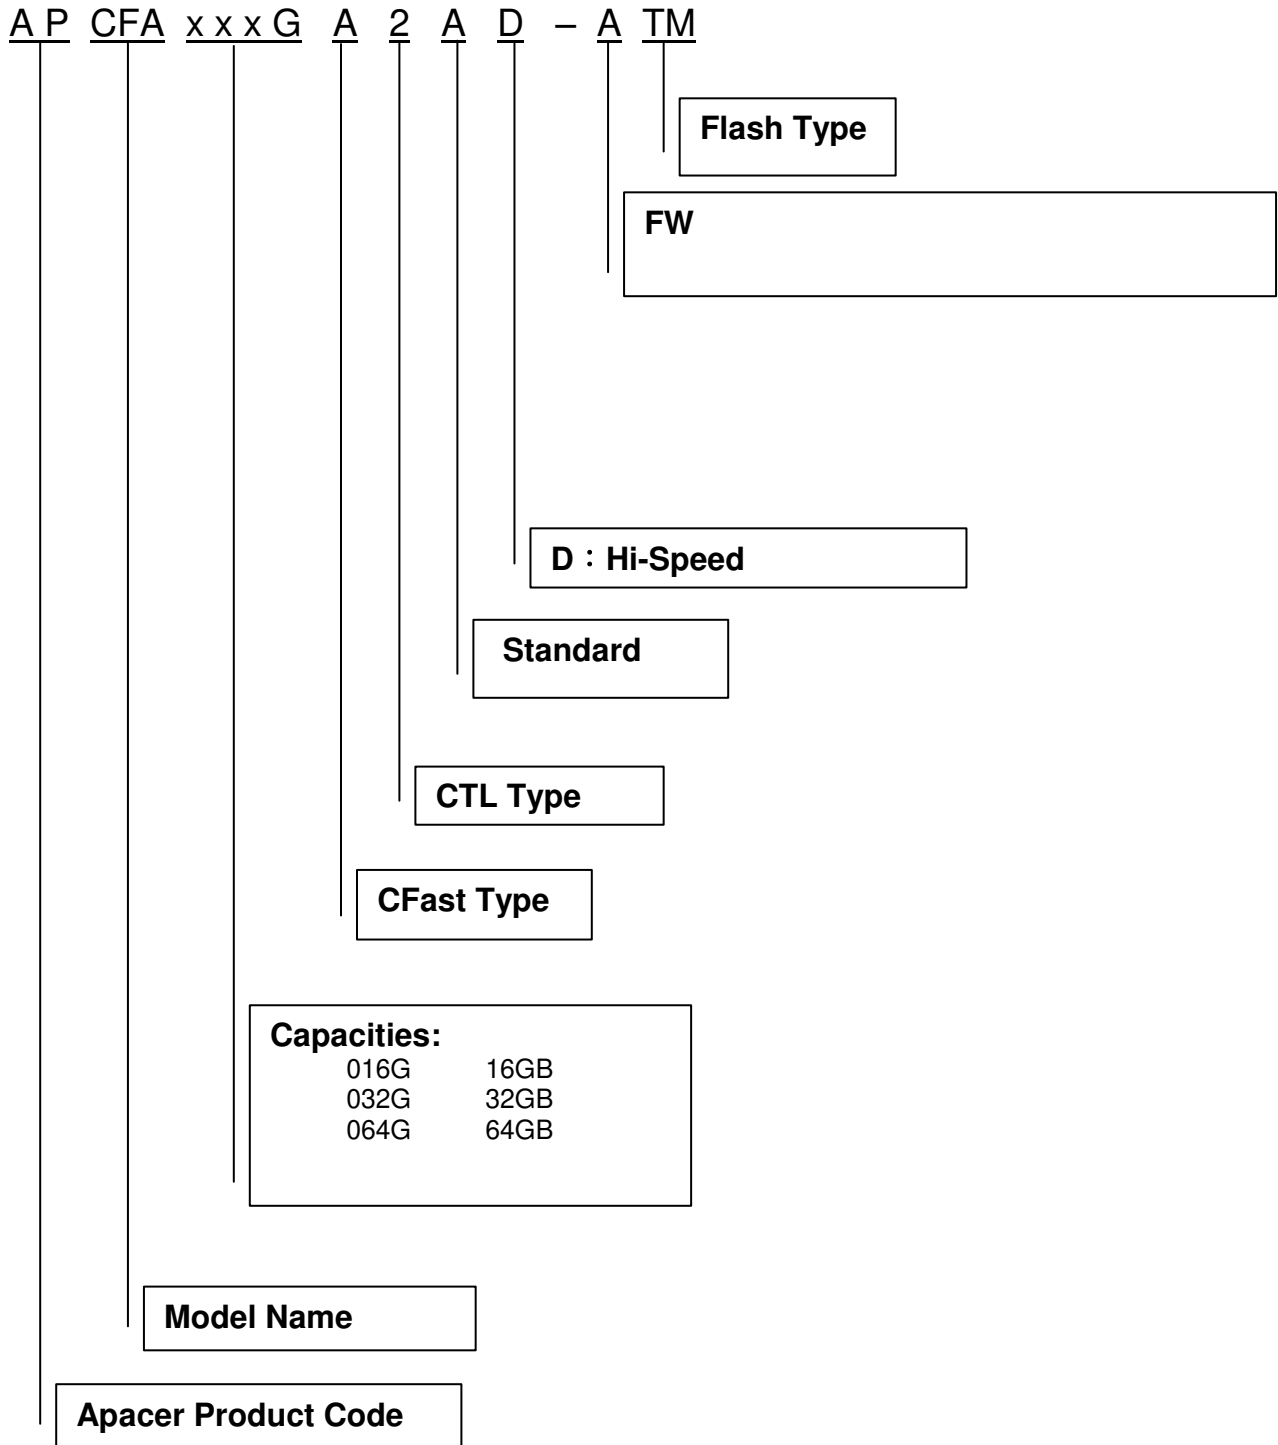 A P CFA x x x G A 2 A D – A TM
Flash Type
FW
D：Hi-Speed
Standard
CTL Type
CFast Type
Capacities:
016G 16GB
032G 32GB
064G 64GB
Model Name
Apacer Product Code